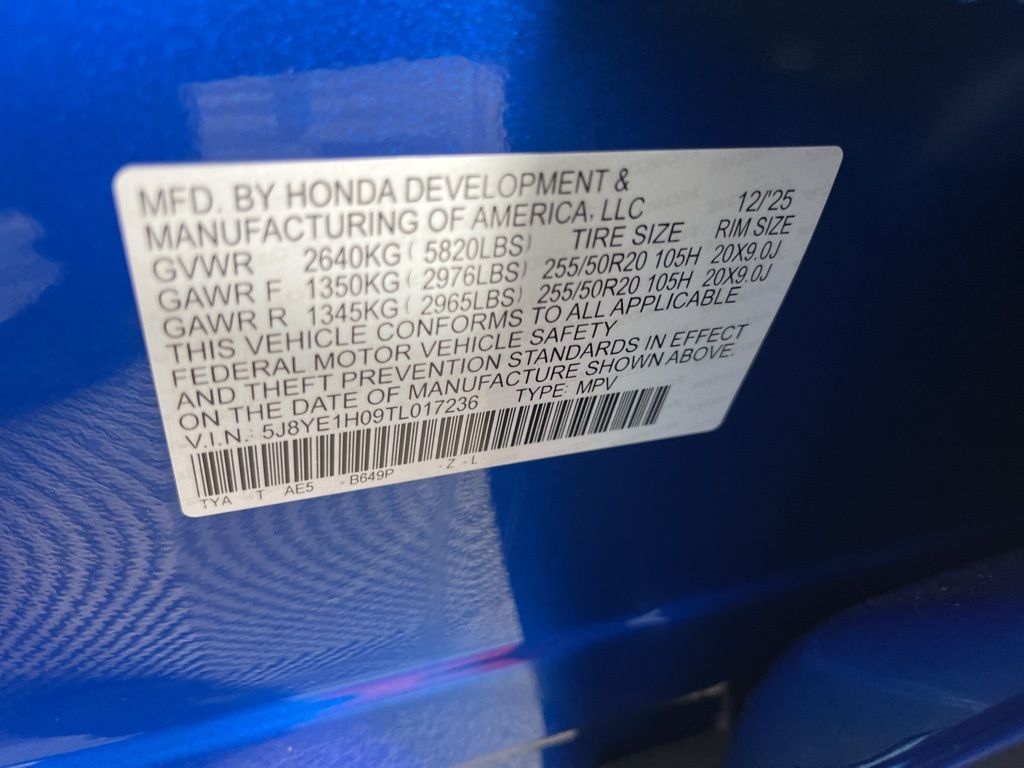 MFD. BY HONDA DEVELOPMENT &
MANUFACTURING OF AMERICA, LLC 12/'25
GVWR 2640KG ( 5820LBS) TIRE SIZE RIM SIZE
GAWR F 1350KG ( 2976LBS) 255/50R20 105H 20X9.0J
GAWR R 1345KG ( 2965LBS) 255/50R20 105H 20X9.0J
THIS VEHICLE CONFORMS TO ALL APPLICABLE
FEDERAL MOTOR VEHICLE SAFETY
AND THEFT PREVENTION STANDARDS IN EFFECT
ON THE DATE OF MANUFACTURE SHOWN ABOVE.
V.I.N.: 5J8YE1H09TL017236 TYPE: MPV
TYA -T AE5 -B649P -Z -L